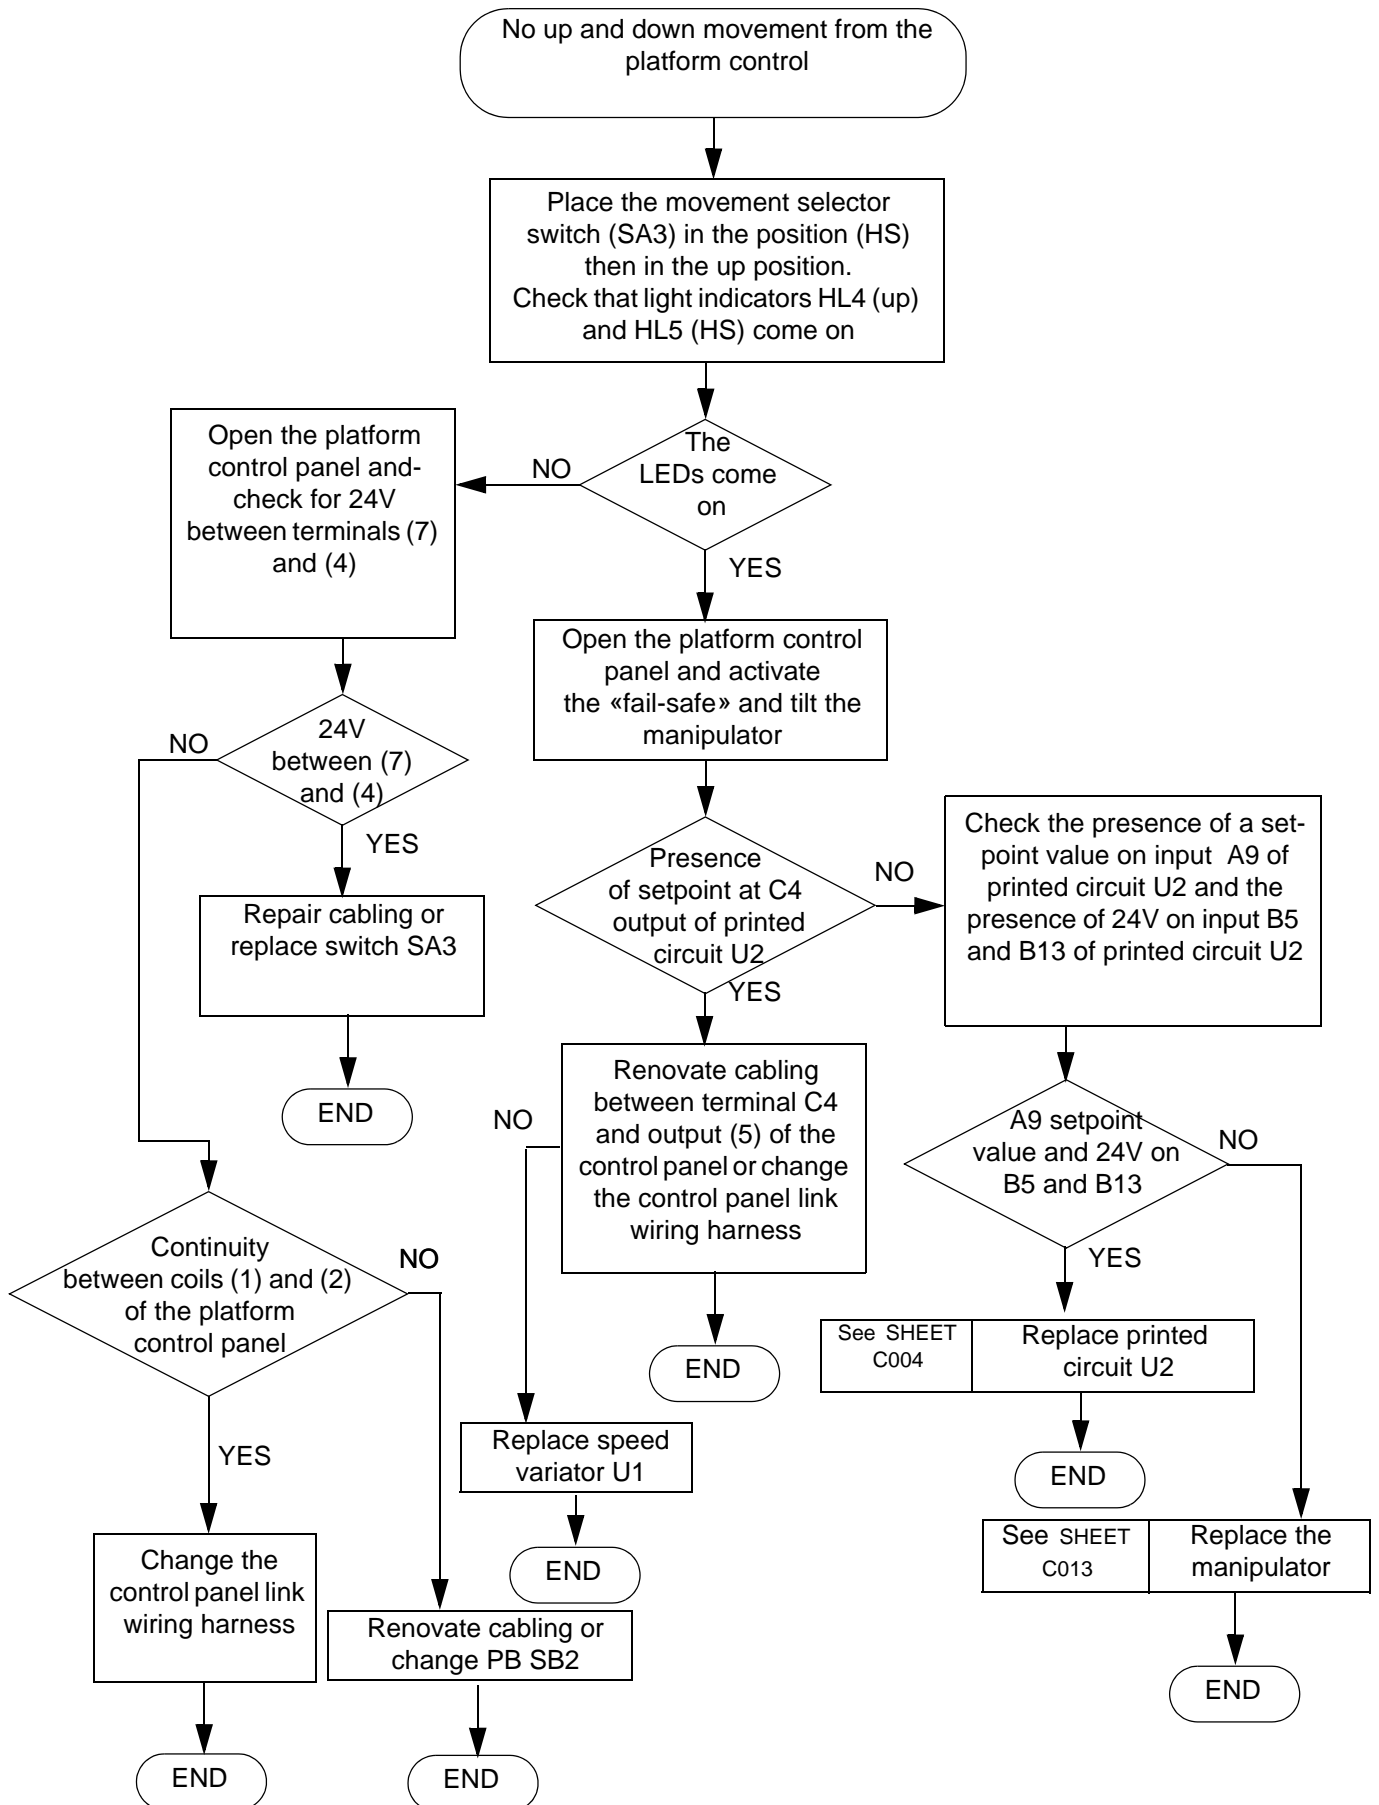 No up and down movement from the
platform control
Place the movement selector
switch (SA3) in the position (HS)
then in the up position.
Check that light indicators HL4 (up)
and HL5 (HS) come on
The
LEDs come
on
NO
YES
Open the platform
control panel and-
check for 24V
between terminals (7)
and (4)
24V
between (7)
and (4)
NO
YES
Repair cabling or
replace switch SA3
END
Open the platform control
panel and activate
the «fail-safe» and tilt the
manipulator
Presence
of setpoint at C4
output of printed
circuit U2
NO
YES
Check the presence of a set-
point value on input A9 of
printed circuit U2 and the
presence of 24V on input B5
and B13 of printed circuit U2
Renovate cabling
between terminal C4
and output (5) of the
control panel or change
the control panel link
wiring harness
NO
END
A9 setpoint
value and 24V on
B5 and B13
NO
YES
Continuity
between coils (1) and (2)
of the platform
control panel
NO
YES
See SHEET
C004
Replace printed
circuit U2
END
Replace speed
variator U1
END
See SHEET
C013
Replace the
manipulator
END
Change the
control panel link
wiring harness
END
Renovate cabling or
change PB SB2
END